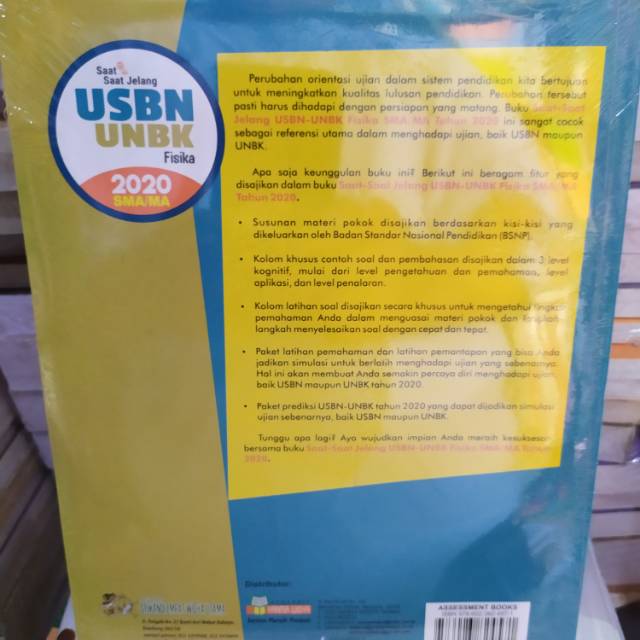 Saat
Saat Jelang
USBN
UNBK
Fisika
2020
SMA/MA
Perubahan orientasi ujian dalam sistem pendidikan kita bertujuan
untuk meningkatkan kualitas lulusan pendidikan. Perubahan tersebut
pasti harus dihadapi dengan persiapan yang matang. Buku Saat-Saat
Jelang USBN-UNBK Fisika SMA/MA Tahun 2020 ini sangat cocok
sebagai referensi utama dalam menghadapi ujian, baik USBN maupun
UNBK.
Apa saja keunggulan buku ini? Berikut ini beragam fitur yang
disajikan dalam buku Saat-Saat Jelang USBN-UNBK Fisika SMA/MA
Tahun 2020.
• Susunan materi pokok disajikan berdasarkan kisi-kisi yang
dikeluarkan oleh Badan Standar Nasional Pendidikan (BSNP).
• Kolom khusus contoh soal dan pembahasan disajikan dalam 3 level
kognitif, mulai dari level pengetahuan dan pemahaman, level
aplikasi, dan level penalaran.
• Kolom latihan soal disajikan secara khusus untuk mengetahui tingkat
pemahaman Anda dalam menguasai materi pokok dan langkah-
langkah menyelesaikan soal dengan cepat dan tepat.
• Paket latihan pemahaman dan latihan pemantapan yang bisa Anda
jadikan simulasi untuk berlatih menghadapi ujian yang sebenarnya.
Hal ini akan membuat Anda semakin percaya diri menghadapi ujian,
baik USBN maupun UNBK tahun 2020.
• Paket prediksi USBN-UNBK tahun 2020 yang dapat dijadikan simulasi
ujian sebenarnya, baik USBN maupun UNBK.
Tunggu apa lagi? Ayo wujudkan impian Anda meraih kesuksesan
bersama buku Saat-Saat Jelang USBN-UNBK Fisika SMA/MA Tahun
2020.
Distributor:
ASSESSMENT BOOKS